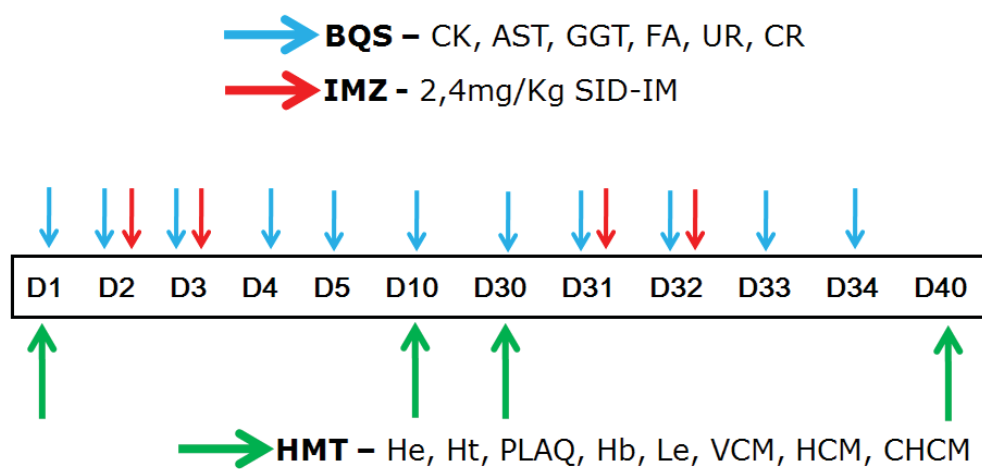 BQS – CK, AST, GGT, FA, UR, CR
IMZ - 2,4mg/Kg SID-IM
D1 D2 D3 D4 D5 D10 D30 D31 D32 D33 D34 D40
HMT – He, Ht, PLAQ, Hb, Le, VCM, HCM, CHCM